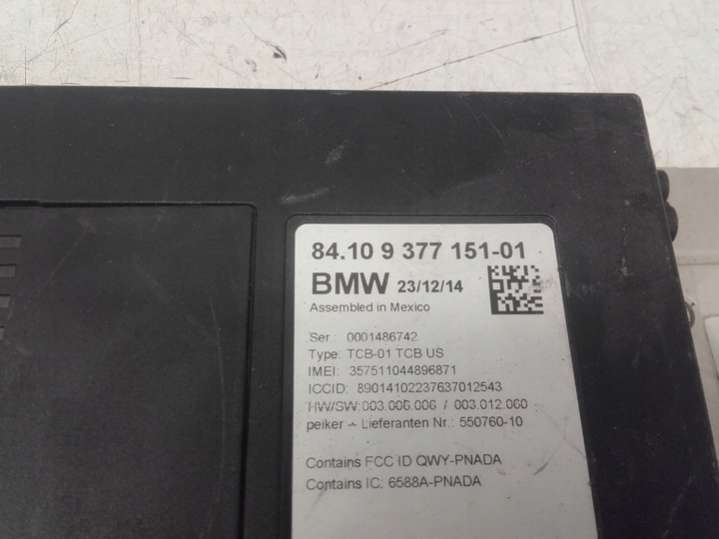 84.10 9 377 151-01
BMW 23/12/14
Assembled in Mexico
Ser.: 0001486742
Type: TCB-01 TCB US
IMEI: 357511044896871
ICCID: 89014102237637012543
HW/SW:003.006.006 / 003.012.060
peiker - Lieferanten Nr.: 550760-10
Contains FCC ID QWY-PNADA
Contains IC: 6588A-PNADA